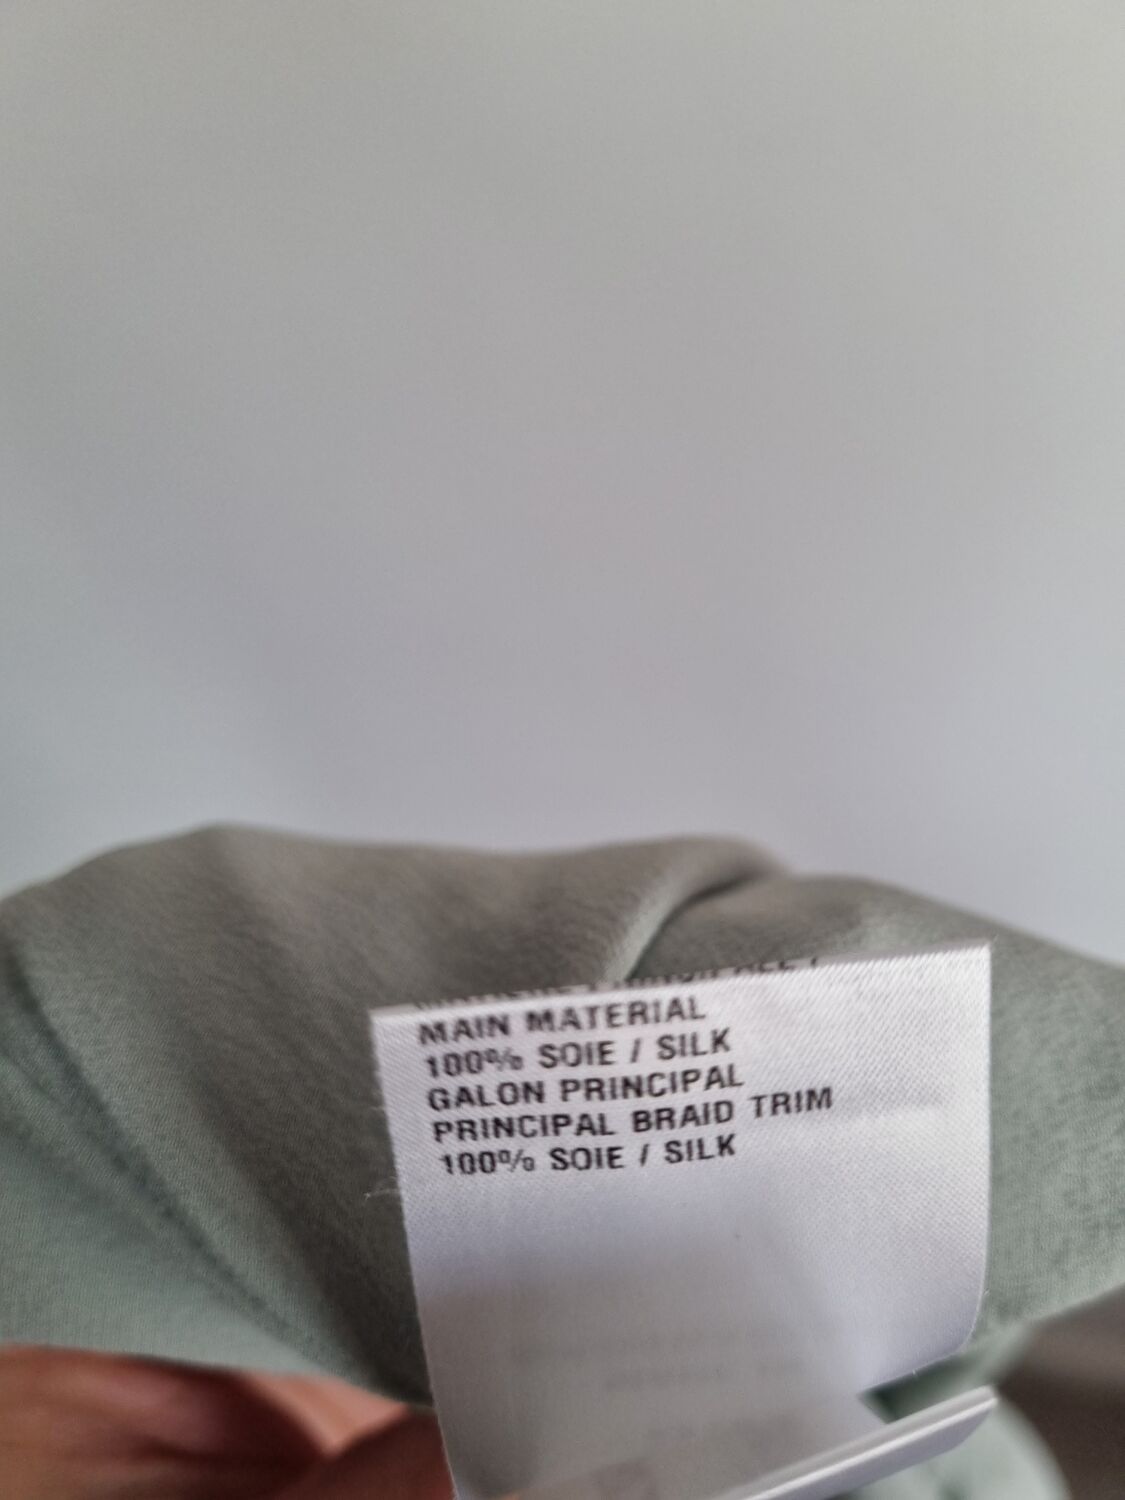 MAIN MATERIAL
100% SOIE / SILK
GALON PRINCIPAL
PRINCIPAL BRAID TRIM
100% SOIE / SILK